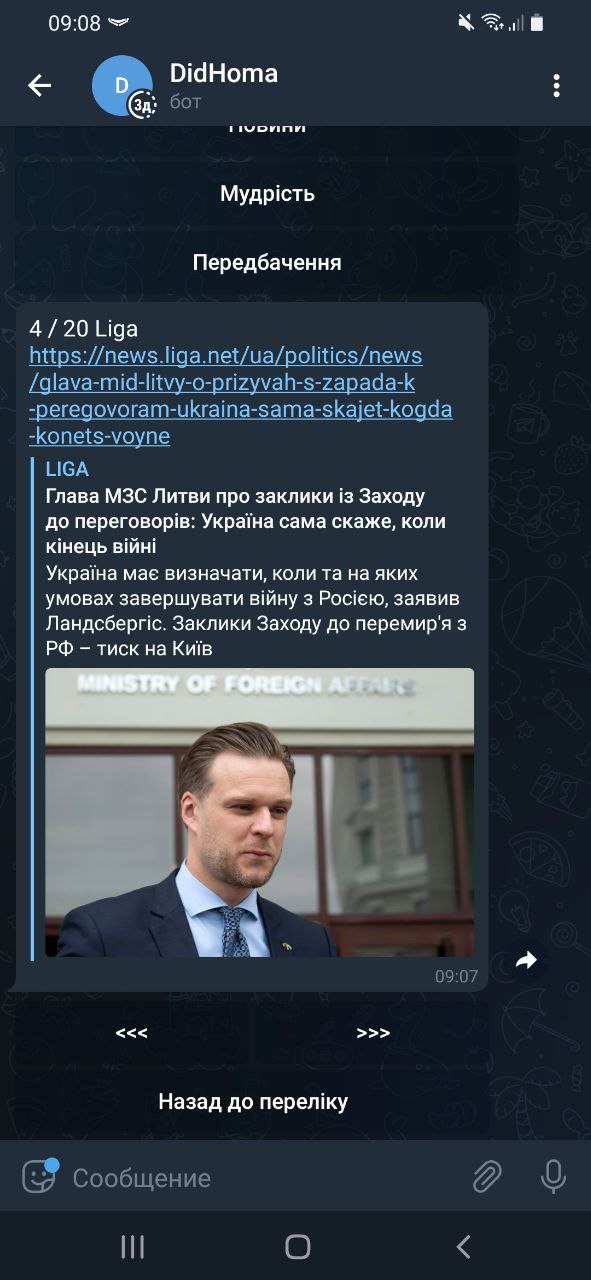 09:08
DidHoma
D
3д
бот
Новини
Мудрість
Передбачення
4 / 20 Liga
https://news.liga.net/ua/politics/news
/glava-mid-litvy-o-prizyvah-s-zapada-k
-peregovoram-ukraina-sama-skajet-kogda
-konets-voyne
LIGA
Глава МЗС Литви про заклики із Заходу
до переговорів: Україна сама скаже, коли
кінець війні
Україна має визначати, коли та на яких
умовах завершувати війну з Росією, заявив
Ландсбергіс. Заклики Заходу до перемир'я з
РФ – тиск на Київ
MINISTRY OF FOREIGN AFFAIRS
09:07
<<<
>>>
Назад до переліку
Сообщение